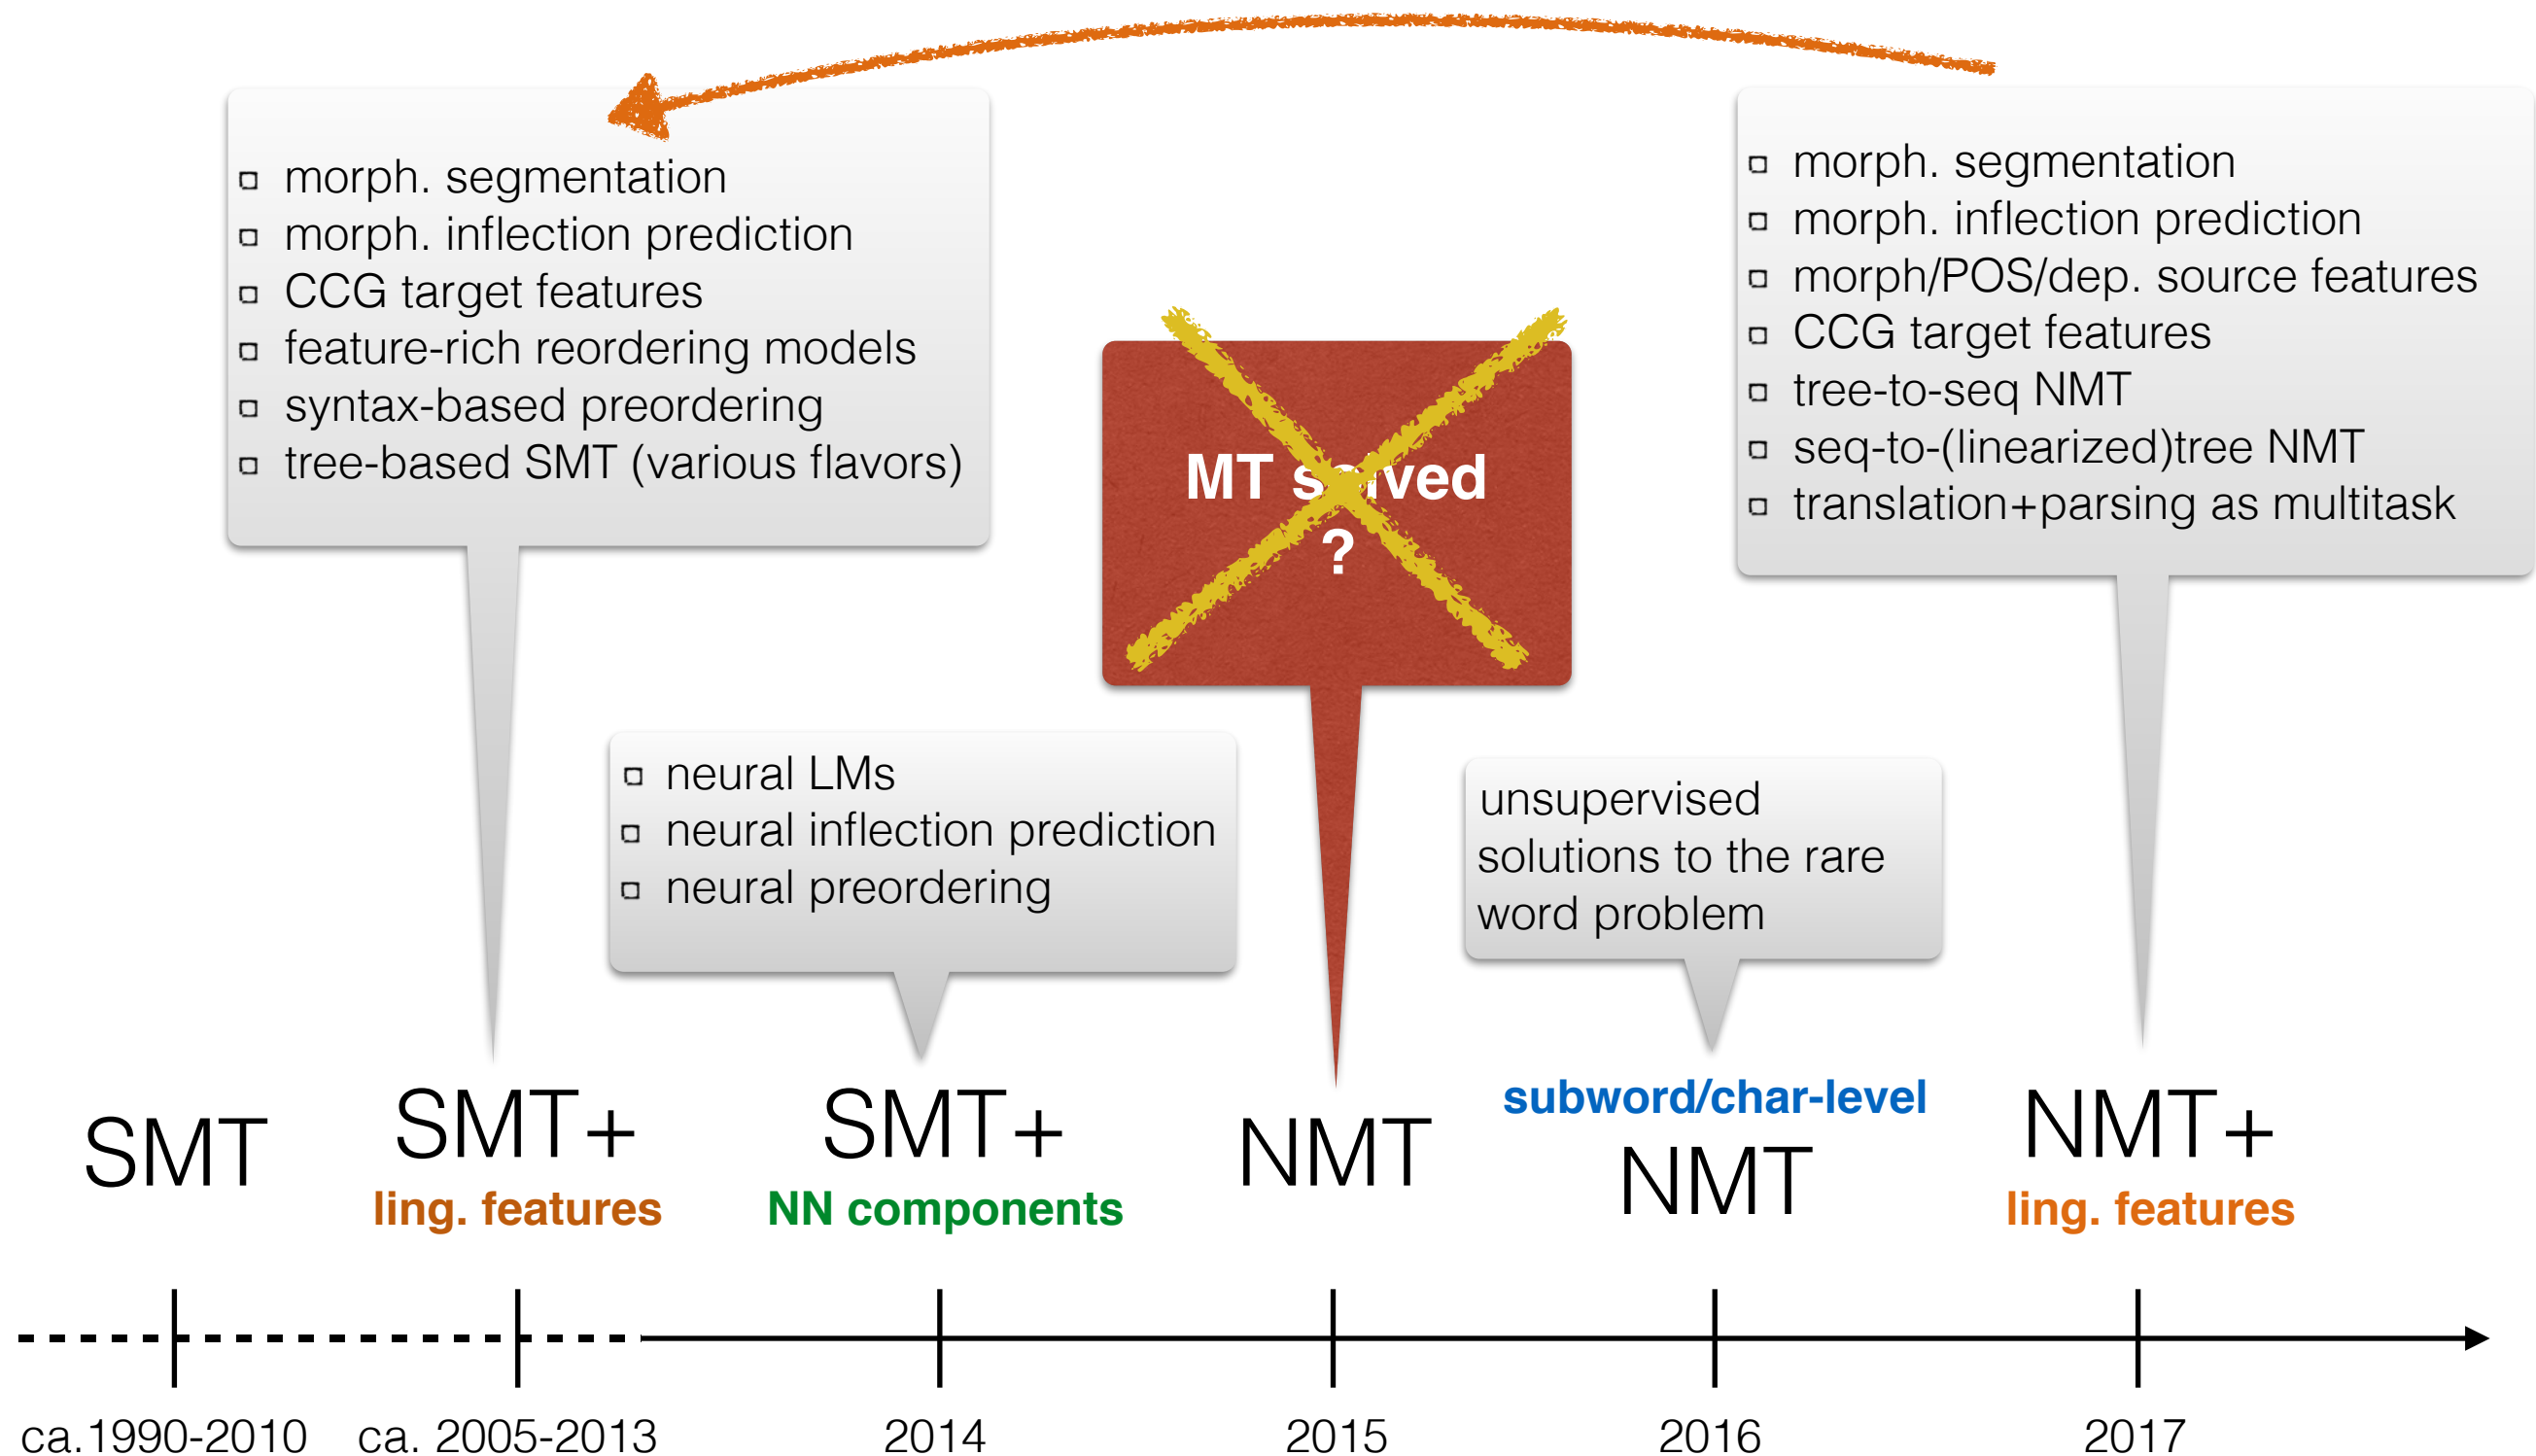 morph. segmentation
morph. inflection prediction
CCG target features
feature-rich reordering models
syntax-based preordering
tree-based SMT (various flavors)
morph. segmentation
morph. inflection prediction
morph/POS/dep. source features
CCG target features
tree-to-seq NMT
seq-to-(linearized)tree NMT
translation+parsing as multitask
MT solved
?
neural LMs
neural inflection prediction
neural preordering
unsupervised
solutions to the rare
word problem
SMT
SMT+
ling. features
SMT+
NN components
NMT
subword/char-level
NMT
NMT+
ling. features
ca.1990-2010
ca. 2005-2013
2014
2015
2016
2017